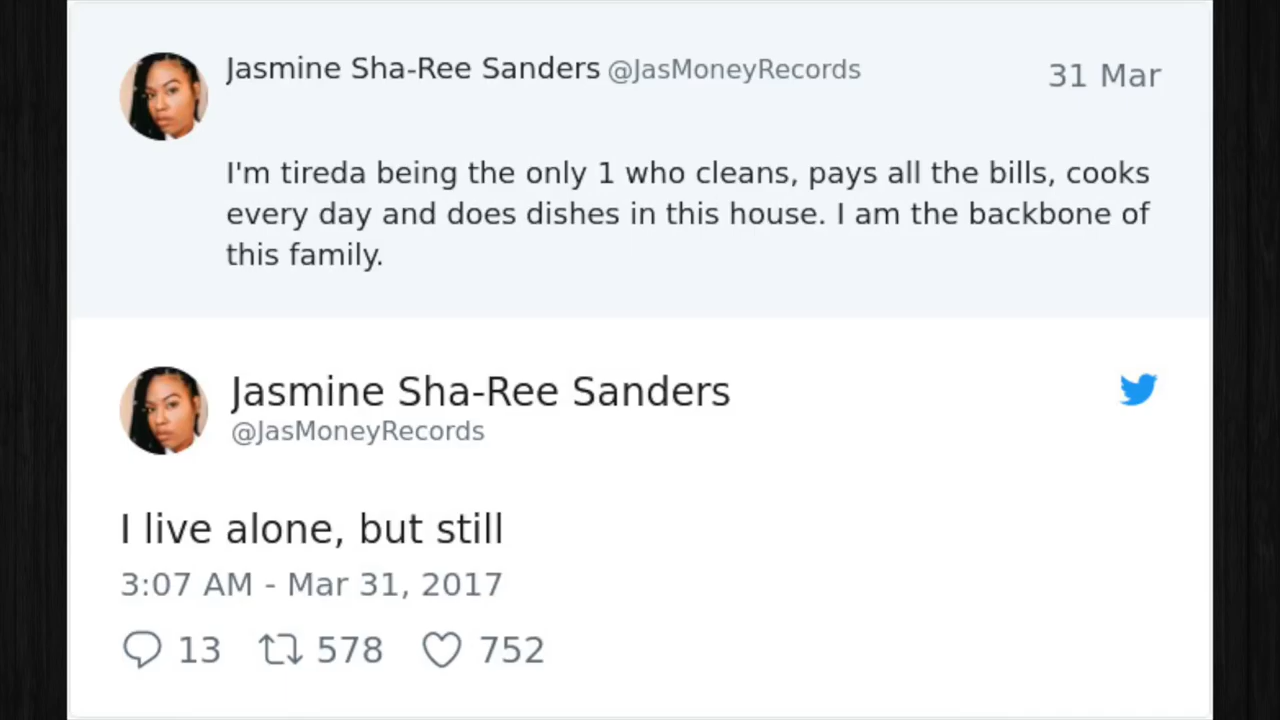 Jasmine Sha-Ree Sanders @JasMoneyRecords 31 Mar
I'm tireda being the only 1 who cleans, pays all the bills, cooks
every day and does dishes in this house. I am the backbone of
this family.
Jasmine Sha-Ree Sanders
@JasMoneyRecords
I live alone, but still
3:07 AM - Mar 31, 2017
13 578 752